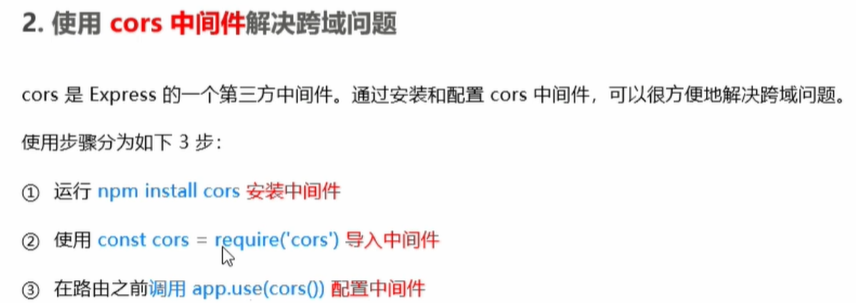 2. 使用 cors 中间件解决跨域问题
cors 是 Express 的一个第三方中间件。通过安装和配置 cors 中间件，可以很方便地解决跨域问题。
使用步骤分为如下 3 步：
① 运行 npm install cors 安装中间件
② 使用 const cors = require('cors') 导入中间件
③ 在路由之前调用 app.use(cors()) 配置中间件